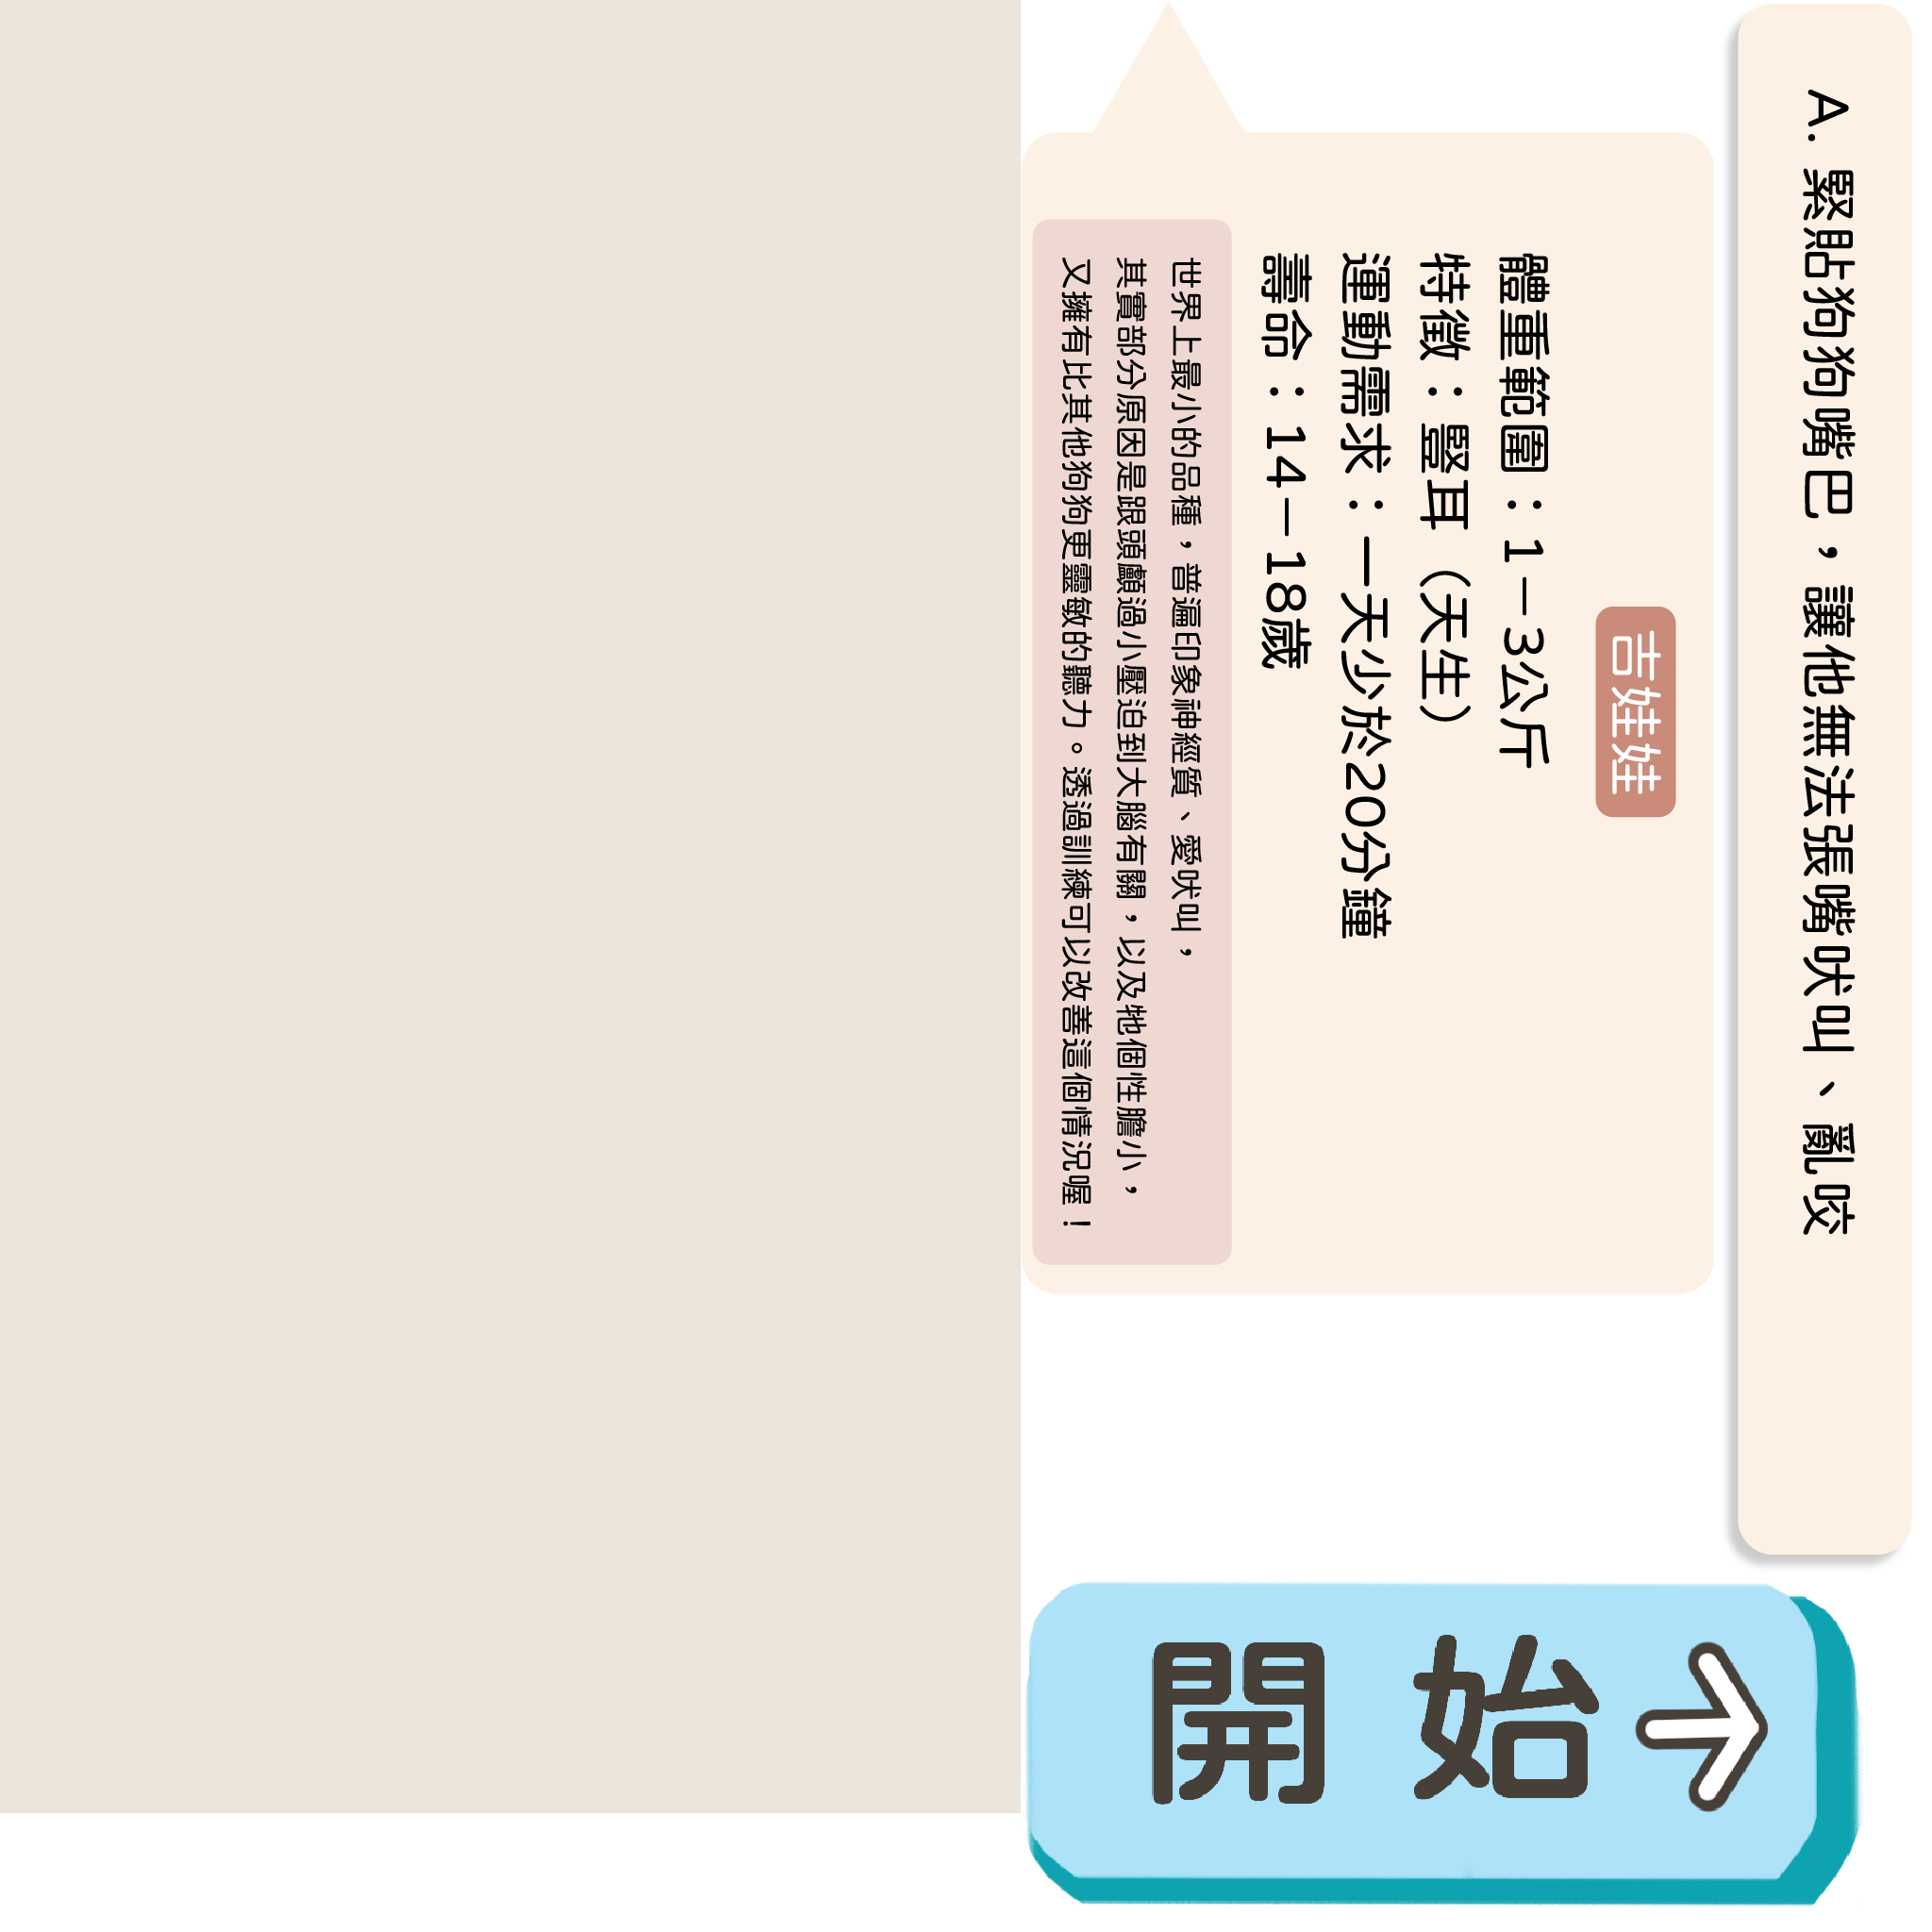 A. 緊貼狗狗嘴巴，讓他無法張嘴吠叫、亂咬
吉娃娃
體重範圍：1－3公斤
特徵：豎耳（天生）
運動需求：一天少於20分鐘
壽命：14－18歲
世界上最小的品種，普遍印象神經質、愛吠叫，
其實部分原因是跟頭顱過小壓迫到大腦有關，以及牠個性膽小，
又擁有比其他狗狗更靈敏的聽力。透過訓練可以改善這個情況喔！
開始